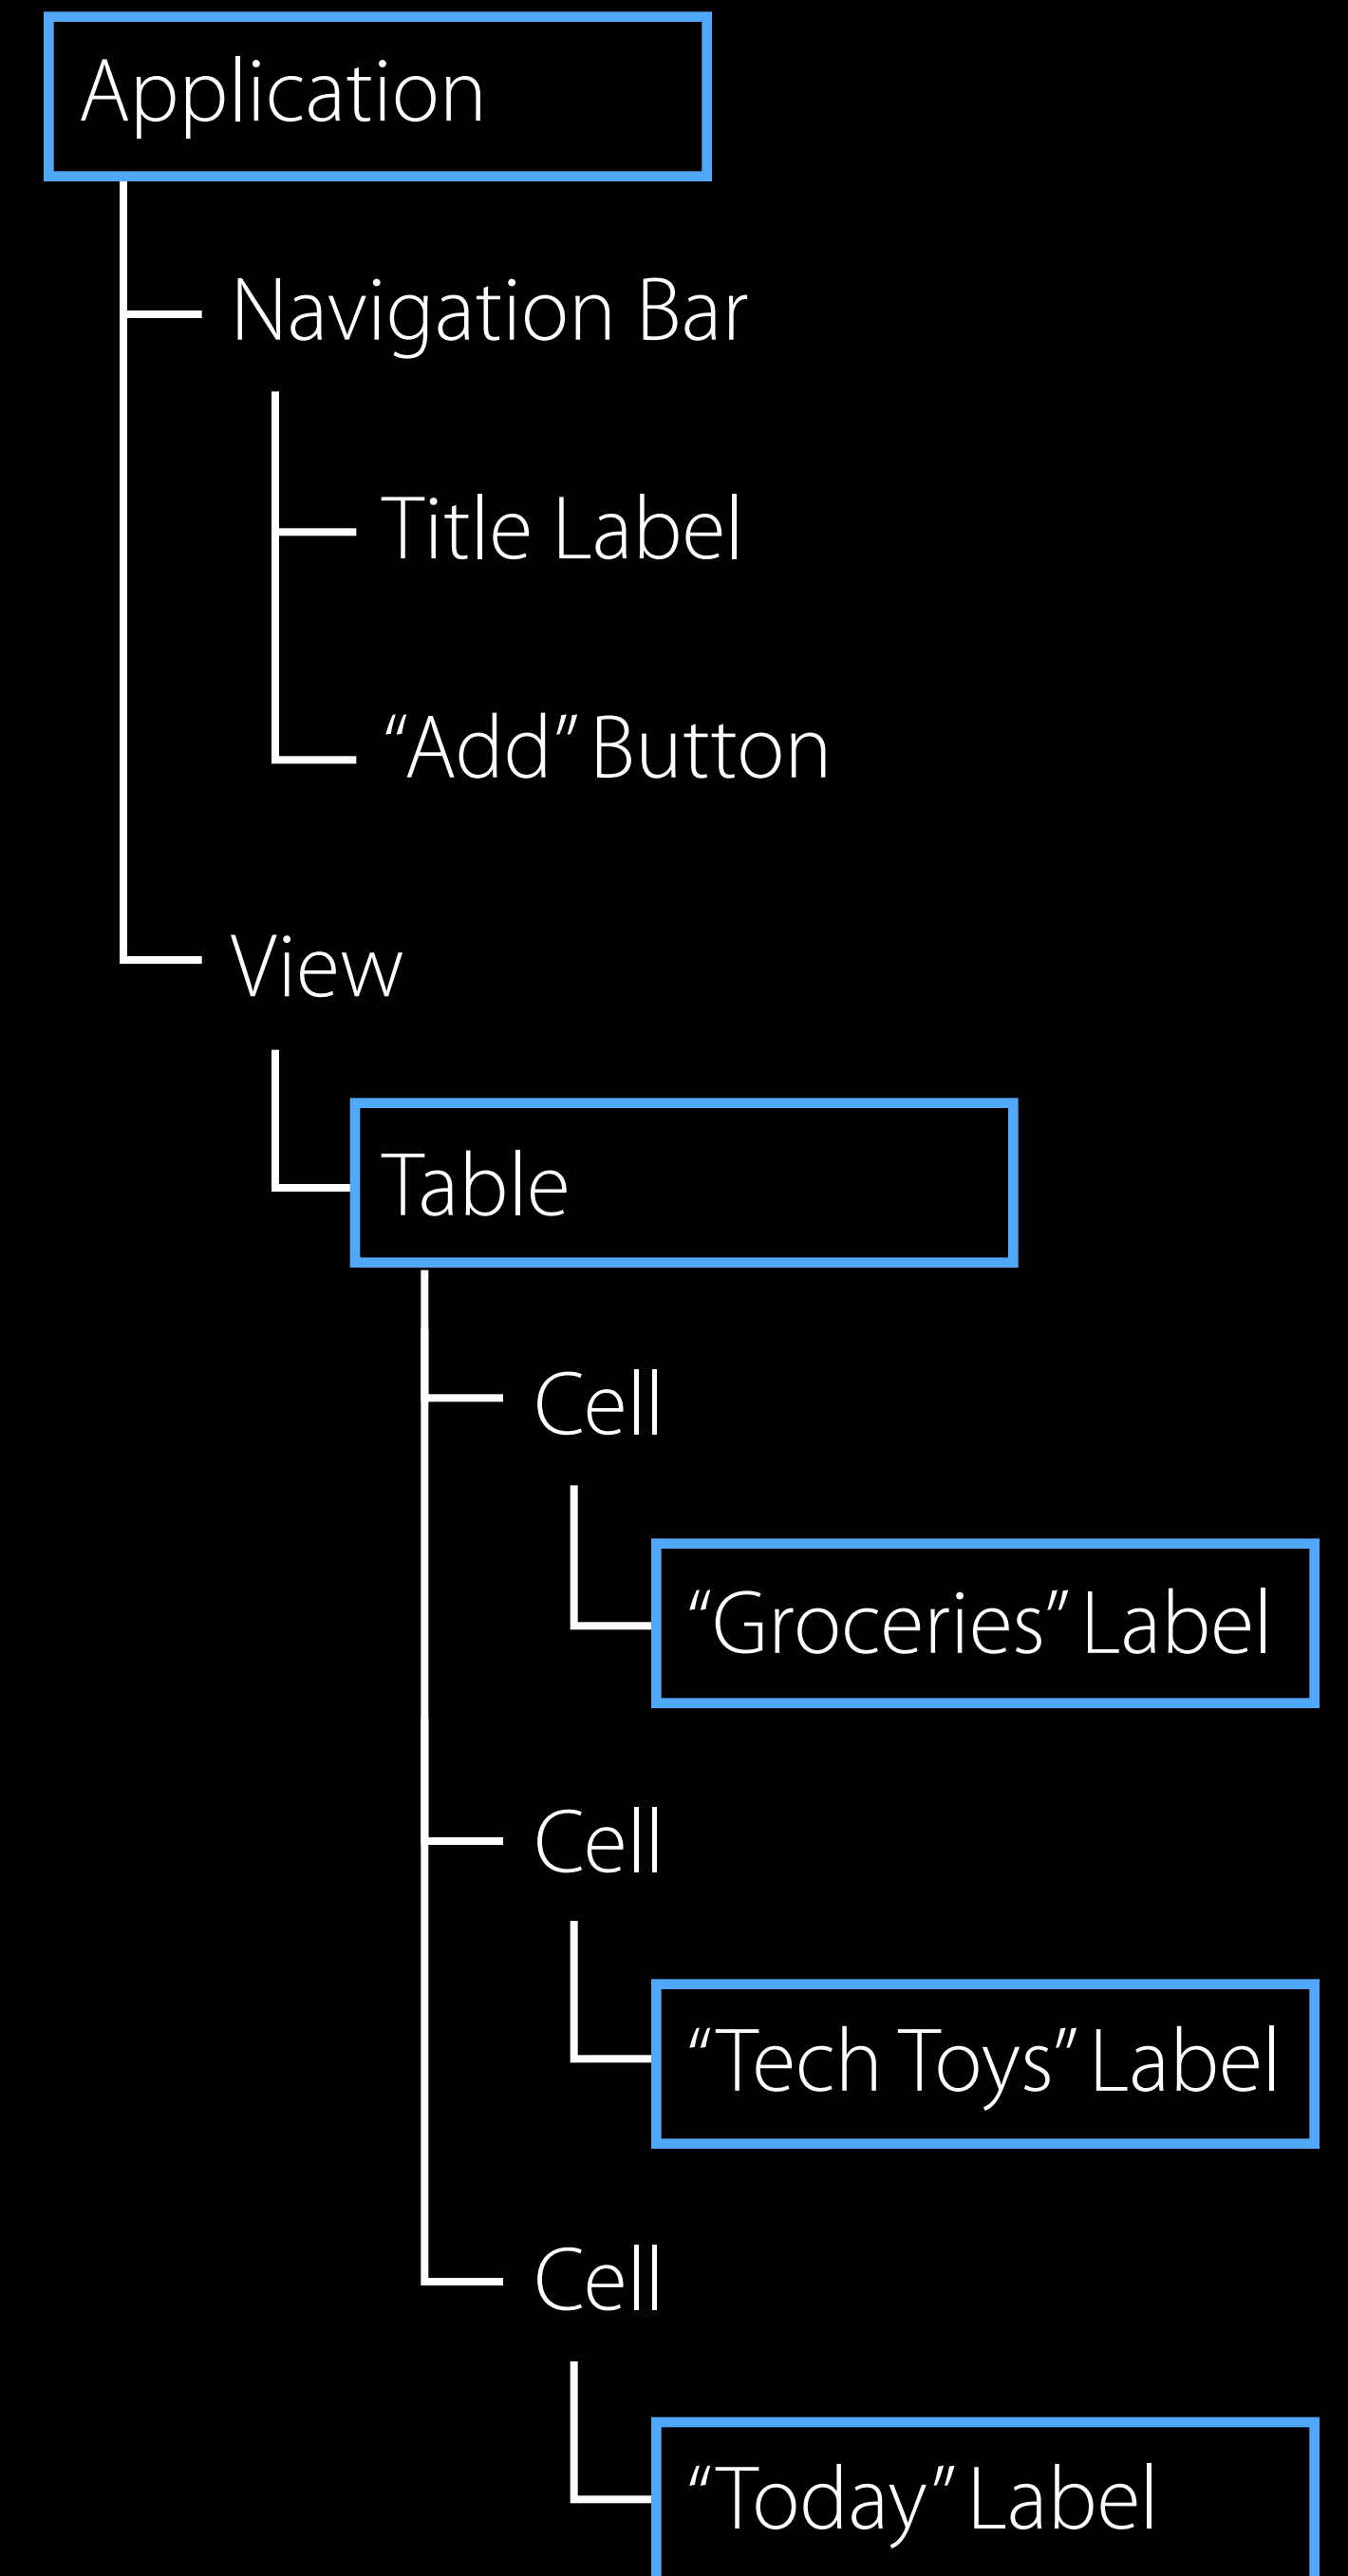 Application
Navigation Bar
Title Label
“Add” Button
View
Table
Cell
“Groceries” Label
Cell
“Tech Toys” Label
Cell
“Today” Label